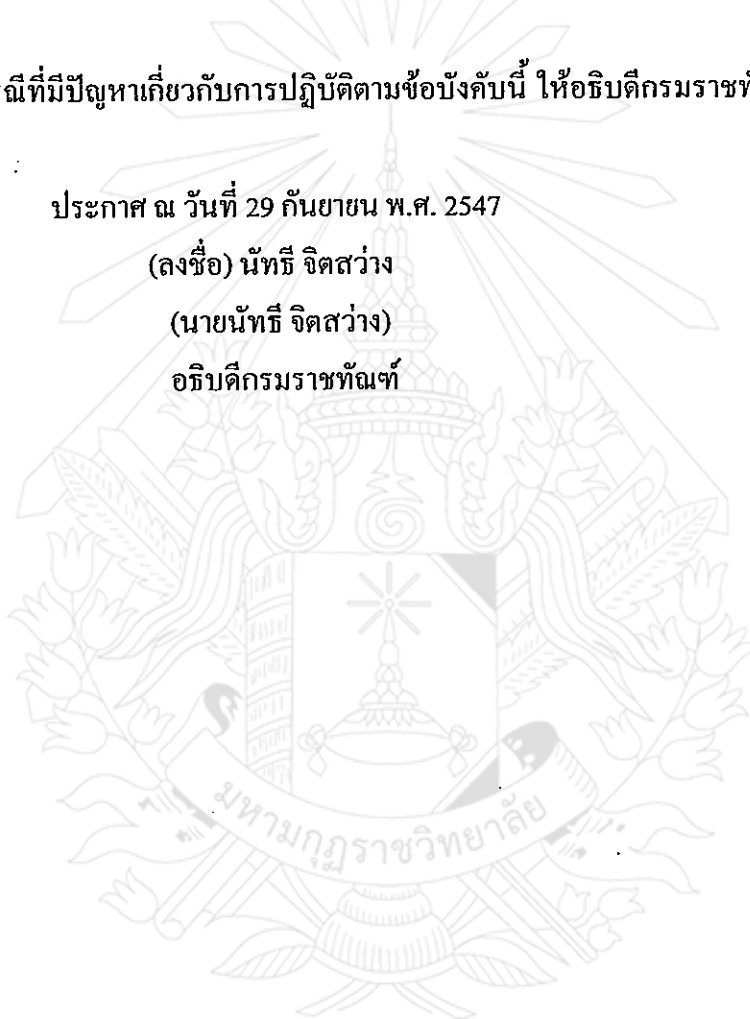 ณีที่มีปัญหาเกี่ยวกับการปฏิบัติตามข้อบังคับนี้ ให้อธิบดีกรมราชทั
ประกาศ ณ วันที่ 29 กันยายน พ.ศ. 2547
(ลงชื่อ) นัทธี จิตสว่าง
(นายนัทธี จิตสว่าง)
อธิบดีกรมราชทัณฑ์
มหามกุฏราชวิทยาลัย